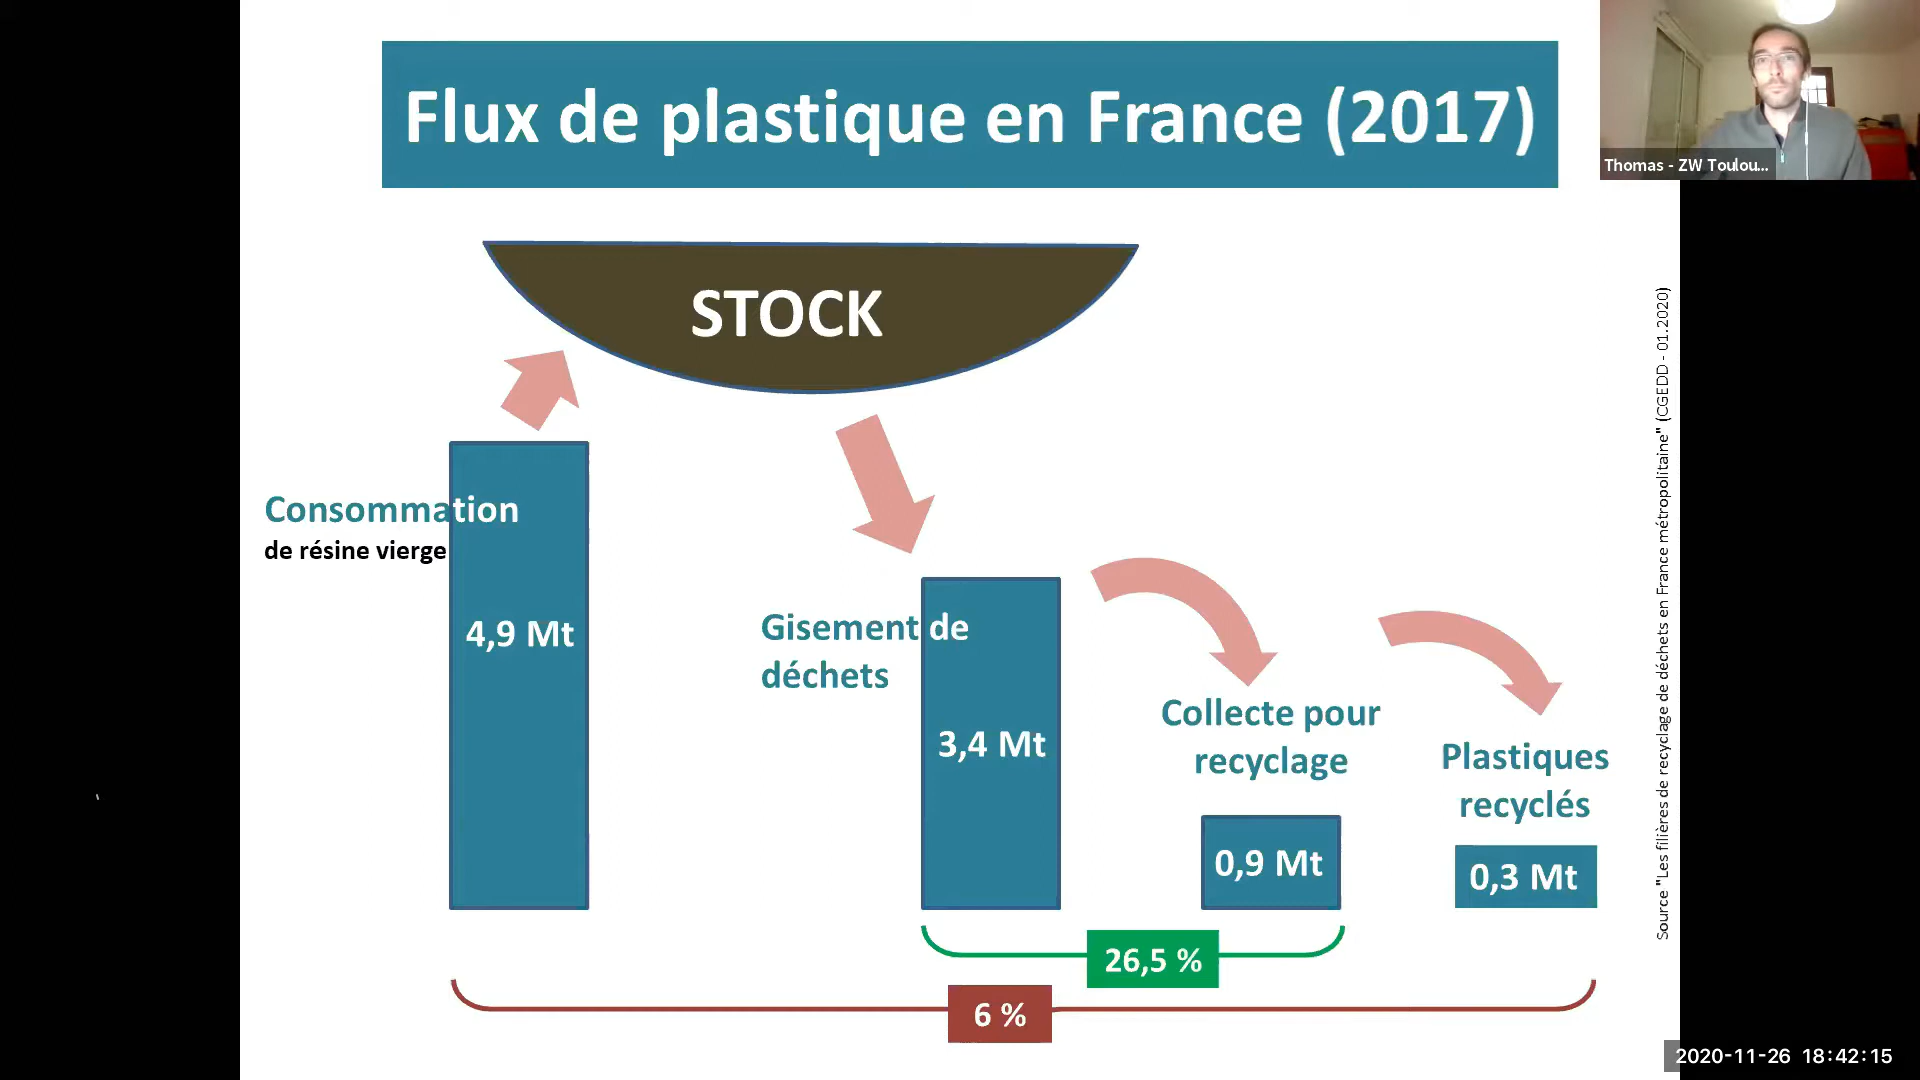 Flux de plastique en France (2017)
Thomas - ZW Toulou...
STOCK
Consommation
de résine vierge
4,9 Mt
Gisement de
déchets
3,4 Mt
Collecte pour
recyclage
0,9 Mt
Plastiques
recyclés
0,3 Mt
26,5 %
6 %
Source "Les filières de recyclage de déchets en France métropolitaine" (CGEDD - 01.2020)
2020-11-26 18:42:15